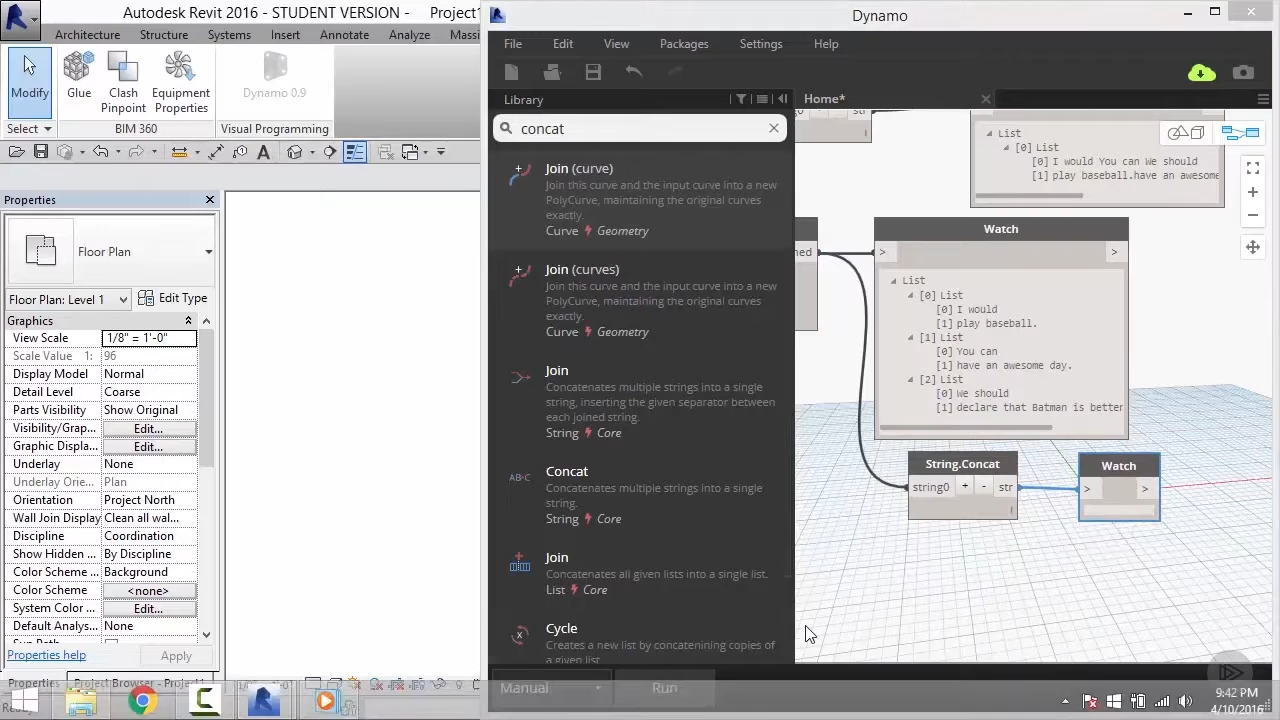 Autodesk Revit 2016 - STUDENT VERSION - Project1
Architecture Structure Systems Insert Annotate Analyze Massi
Modify
Glue
Clash Pinpoint
Equipment Properties
Dynamo 0.9
Select
BIM 360
Visual Programming
Properties
Floor Plan
Floor Plan: Level 1
Edit Type
Graphics
View Scale 1/8" = 1'-0"
Scale Value 1: 96
Display Model Normal
Detail Level Coarse
Visibility/Grap... Edit...
Graphic Displa... Edit...
Underlay None
Underlay Orien... Plan
Orientation Project North
Wall Join Displ... Clean all wal...
Discipline Coordination
Show Hidden ... By Discipline
Color Scheme... Background
Color Scheme <none>
System Color ... Edit...
Default Analys... None
Properties help
Apply
Properties
Project Browser - Project1
Ready
Dynamo
File Edit View Packages Settings Help
Library
Home*
concat
Join (curve)
Join this curve and the input curve into a new
PolyCurve, maintaining the original curves
exactly.
Curve Geometry
Join (curves)
Join this curve and the input curve into a new
PolyCurve, maintaining the original curves
exactly.
Curve Geometry
Join
Concatenates multiple strings into a single
string, inserting the given separator between
each joined string.
String Core
Concat
Concatenates multiple strings into a single
string.
String Core
Join
Concatenates all given lists into a single list.
List Core
Cycle
Creates a new list by concatenining copies of
a given list
Manual
Run
List
[0] List
[0] I would You can We should
[1] play baseball.have an awesome
Watch
> >
List
[0] List
[0] I would
[1] play baseball.
[1] List
[0] You can
[1] have an awesome day.
[2] List
[0] We should
[1] declare that Batman is better
String.Concat
string0 + - str
Watch
> >
9:42 PM
4/10/2016